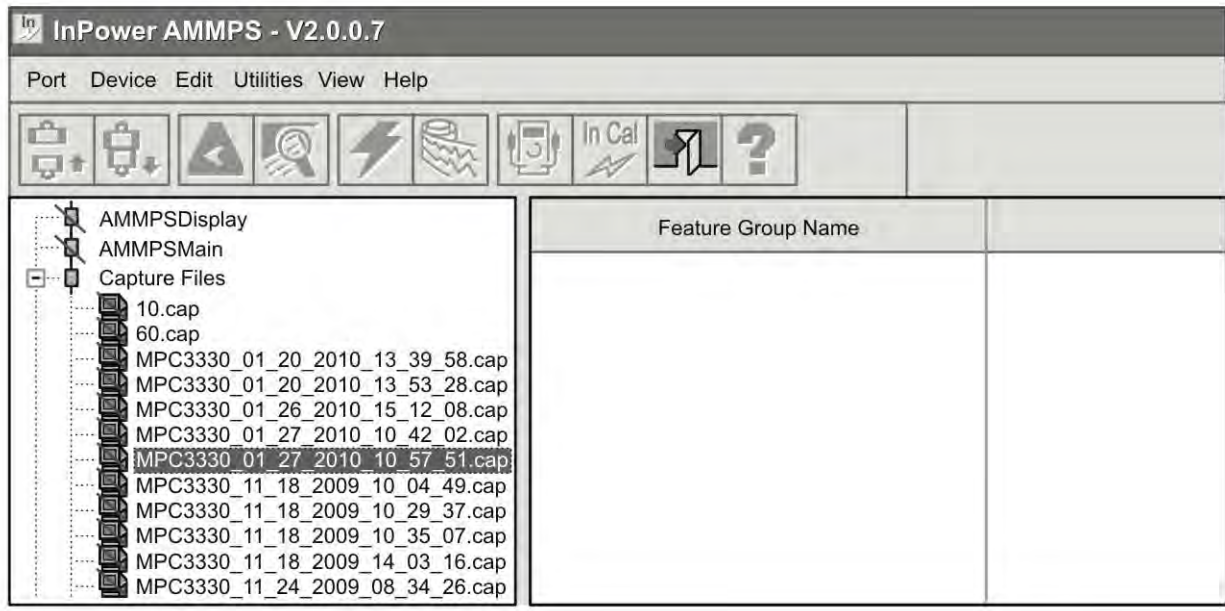 In InPower AMMPS - V2.0.0.7
Port Device Edit Utilities View Help
In Cal ?
AMMPSDisplay
AMMPSMain
Capture Files
10.cap
60.cap
MPC3330_01_20_2010_13_39_58.cap
MPC3330_01_20_2010_13_53_28.cap
MPC3330_01_26_2010_15_12_08.cap
MPC3330_01_27_2010_10_42_02.cap
MPC3330_01_27_2010_10_57_51.cap
MPC3330_11_18_2009_10_04_49.cap
MPC3330_11_18_2009_10_29_37.cap
MPC3330_11_18_2009_10_35_07.cap
MPC3330_11_18_2009_14_03_16.cap
MPC3330_11_24_2009_08_34_26.cap
Feature Group Name